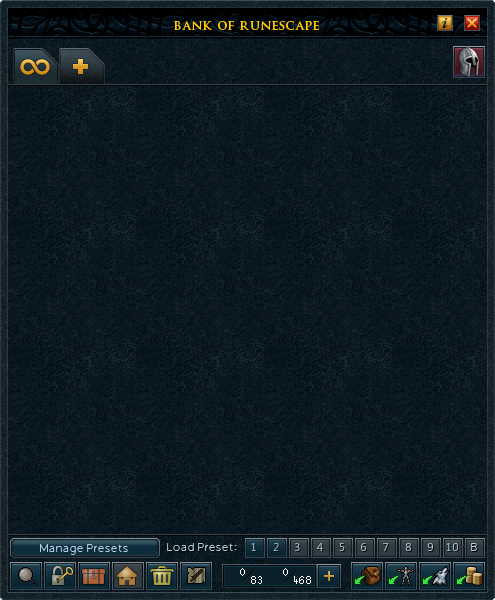 BANK OF RUNESCAPE
i
Manage Presets
Load Preset:
1 2 3 4 5 6 7 8 9 10 B
0 83
0 468